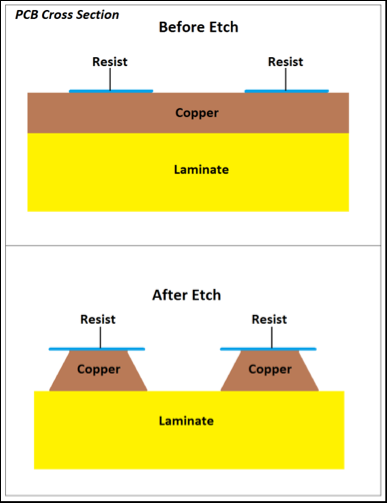 PCB Cross Section
Before Etch
Resist Resist
Copper
Laminate
After Etch
Resist Resist
Copper Copper
Laminate